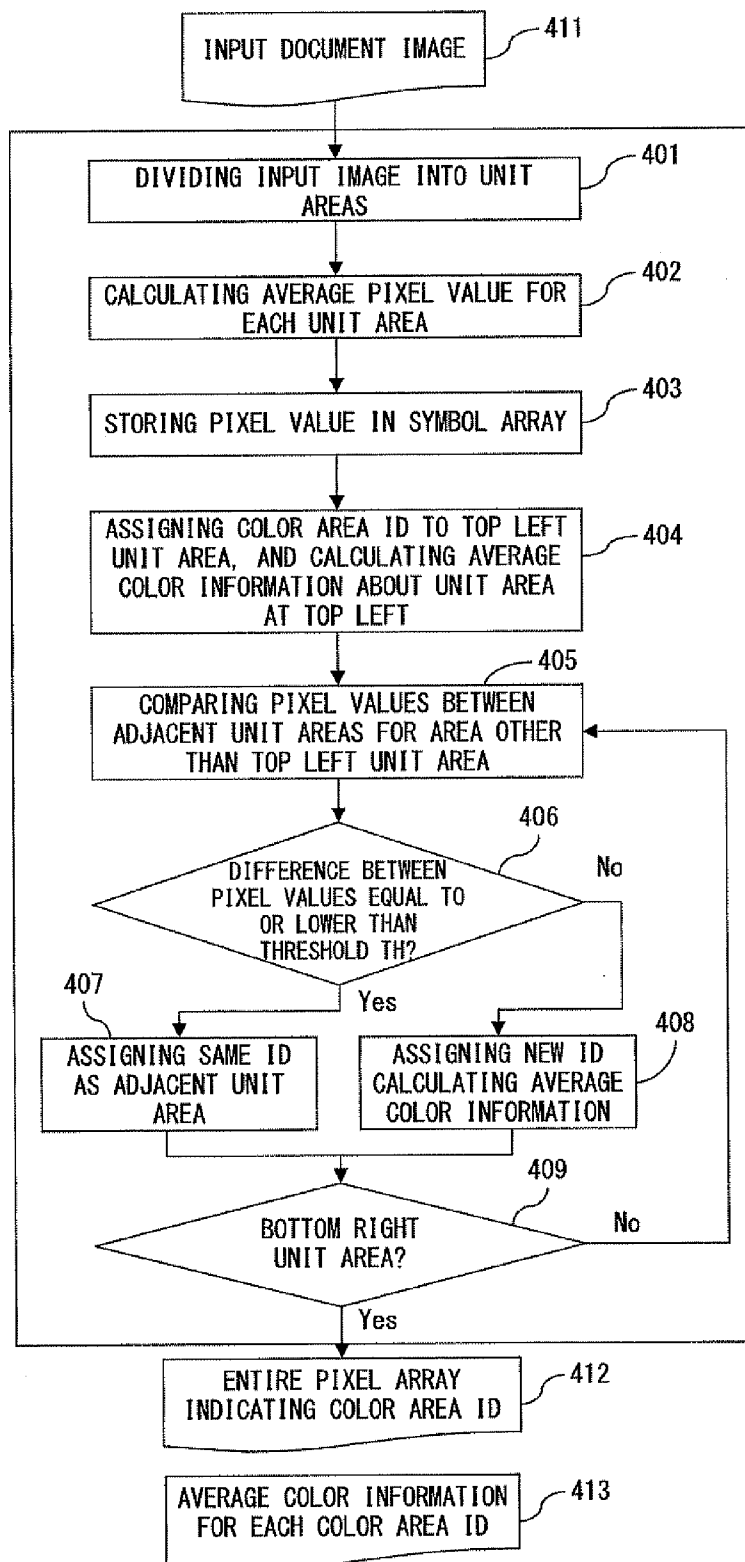 INPUT DOCUMENT IMAGE
411
DIVIDING INPUT IMAGE INTO UNIT
AREAS
401
CALCULATING AVERAGE PIXEL VALUE FOR
EACH UNIT AREA
402
STORING PIXEL VALUE IN SYMBOL ARRAY
403
ASSIGNING COLOR AREA ID TO TOP LEFT
UNIT AREA, AND CALCULATING AVERAGE
COLOR INFORMATION ABOUT UNIT AREA
AT TOP LEFT
404
405
COMPARING PIXEL VALUES BETWEEN
ADJACENT UNIT AREAS FOR AREA OTHER
THAN TOP LEFT UNIT AREA
406
DIFFERENCE BETWEEN
PIXEL VALUES EQUAL TO
OR LOWER THAN
THRESHOLD TH?
No
Yes
407
ASSIGNING SAME ID
AS ADJACENT UNIT
AREA
ASSIGNING NEW ID
CALCULATING AVERAGE
COLOR INFORMATION
408
409
BOTTOM RIGHT
UNIT AREA?
No
Yes
ENTIRE PIXEL ARRAY
INDICATING COLOR AREA ID
412
AVERAGE COLOR INFORMATION
FOR EACH COLOR AREA ID
413